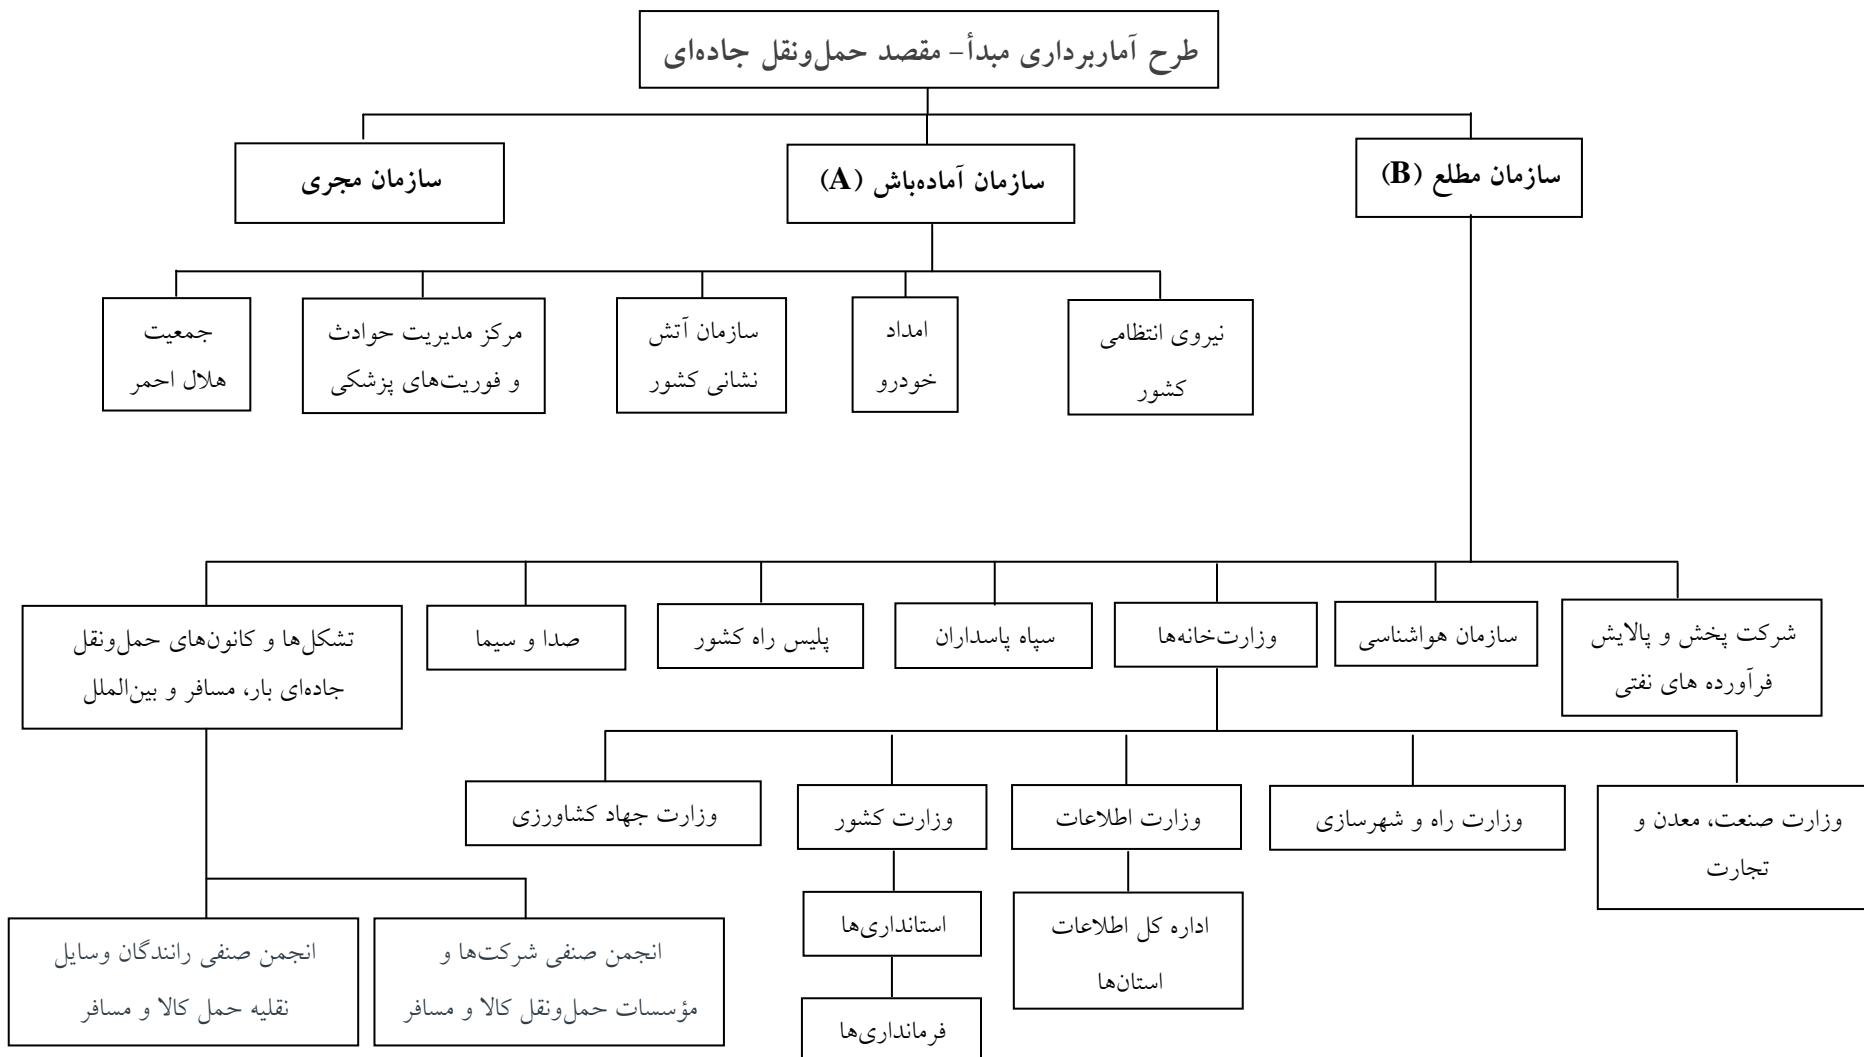 طرح آماربرداری مبدأ- مقصد حمل‌ونقل جاده‌ای
سازمان مطلع (B)
سازمان آماده‌باش (A)
سازمان مجری
نیروی انتظامی
کشور
امداد
خودرو
سازمان آتش
نشانی کشور
مرکز مدیریت حوادث
و فوریت‌های پزشکی
جمعیت
هلال احمر
شرکت پخش و پالایش
فرآورده های نفتی
سازمان هواشناسی
وزارت‌خانه‌ها
سپاه پاسداران
پلیس راه کشور
صدا و سیما
تشکل‌ها و کانون‌های حمل‌ونقل
جاده‌ای بار، مسافر و بین‌الملل
وزارت صنعت، معدن و
تجارت
وزارت راه و شهرسازی
وزارت اطلاعات
وزارت کشور
وزارت جهاد کشاورزی
اداره کل اطلاعات
استان‌ها
استانداری‌ها
فرمانداری‌ها
انجمن صنفی شرکت‌ها و
مؤسسات حمل‌ونقل کالا و مسافر
انجمن صنفی رانندگان وسایل
نقلیه حمل کالا و مسافر